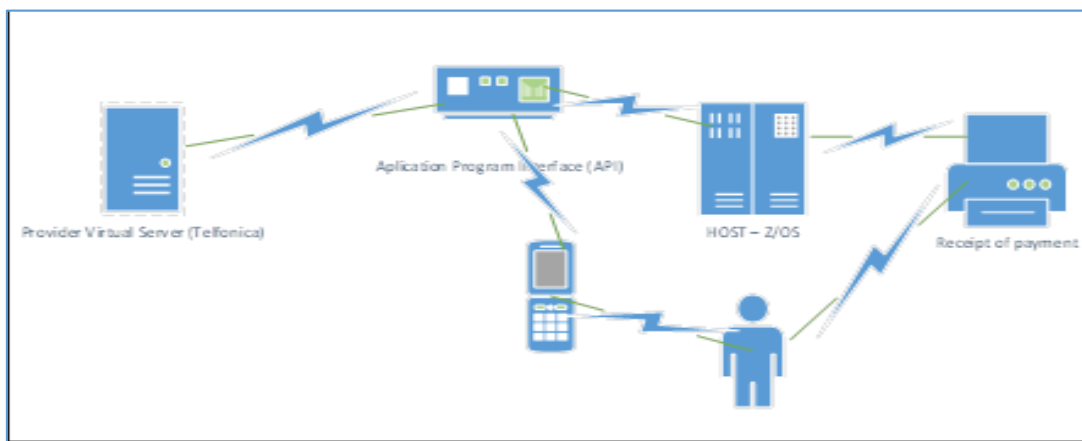 Aplication Program Interface (API)
Provider Virtual Server (Telfonica)
HOST – Z/OS
Receipt of payment